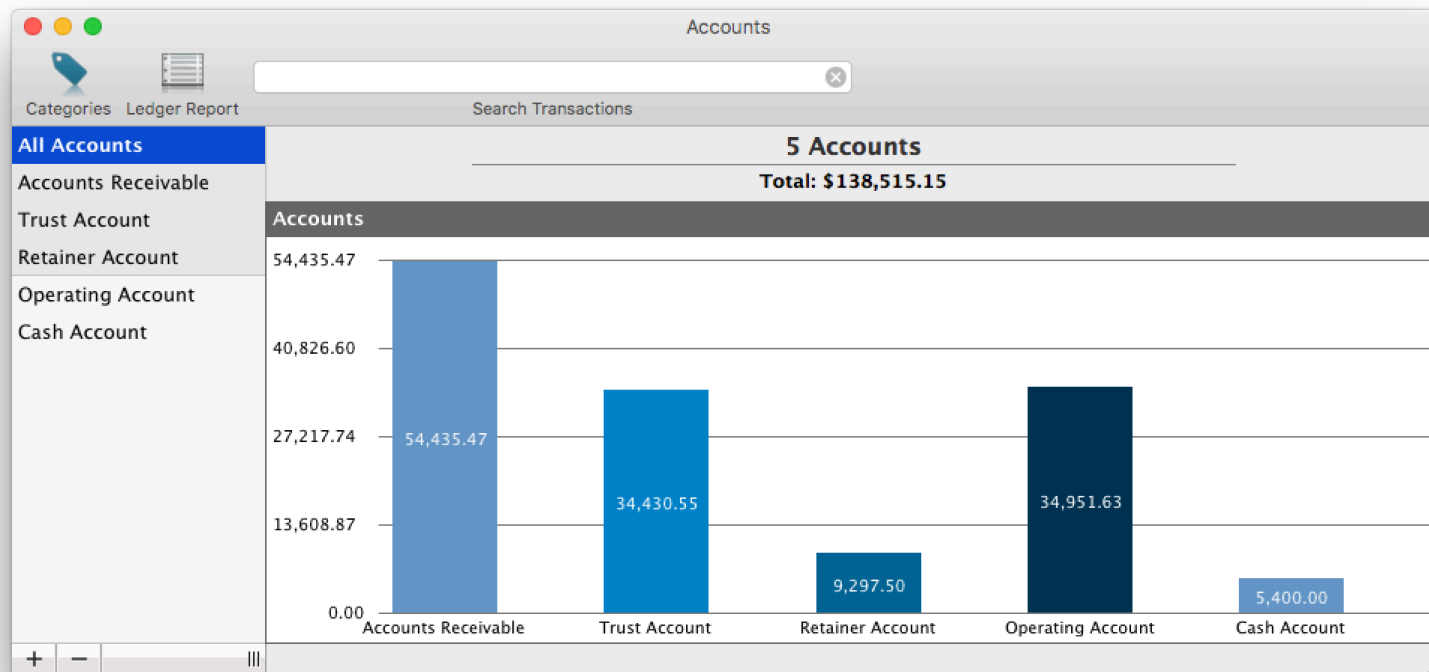 Accounts
Categories
Ledger Report
Search Transactions
All Accounts
Accounts Receivable
Trust Account
Retainer Account
Operating Account
Cash Account
5 Accounts
Total: $138,515.15
Accounts
54,435.47
40,826.60
27,217.74
13,608.87
0.00
54,435.47
34,430.55
9,297.50
34,951.63
5,400.00
Accounts Receivable
Trust Account
Retainer Account
Operating Account
Cash Account